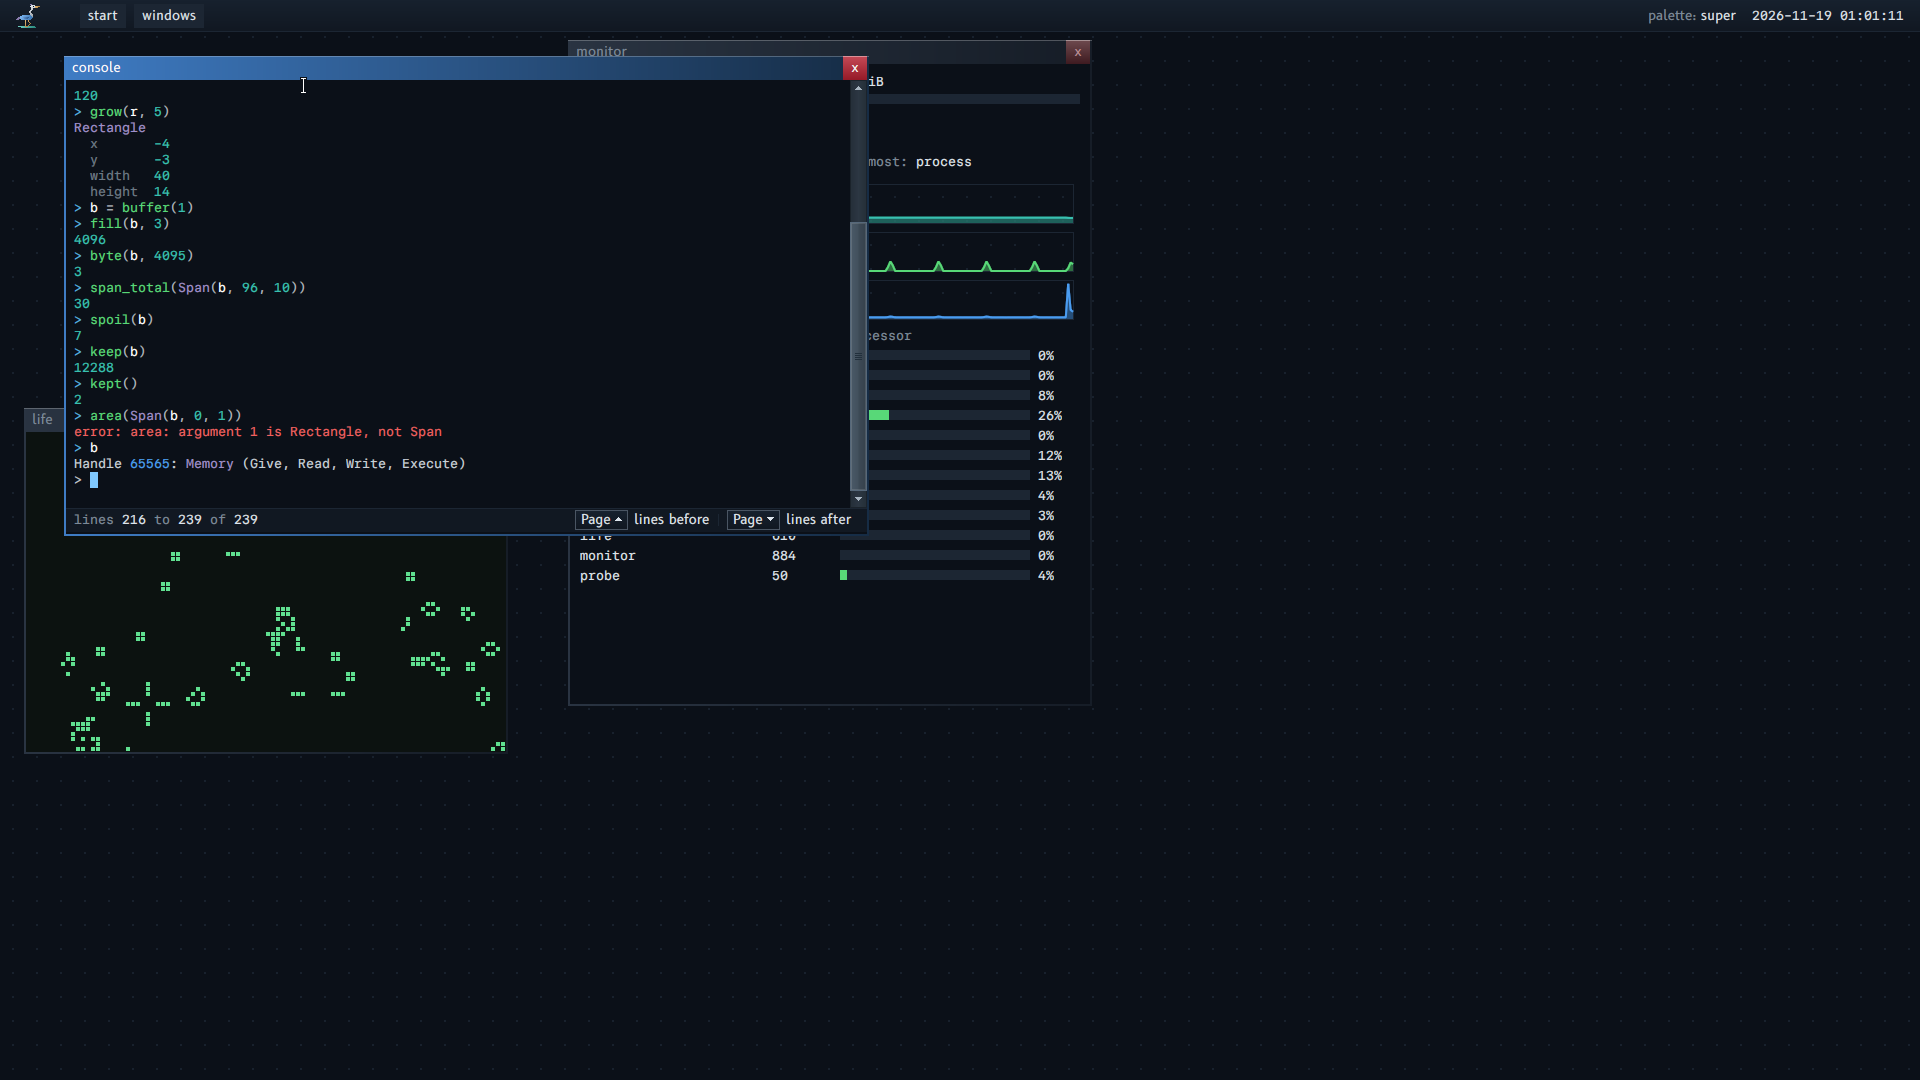 start windows palette: super 2026-11-19 01:01:11
monitor x
console x
iB
120
> grow(r, 5)
Rectangle
x -4
y -3
width 40
height 14
> b = buffer(1)
> fill(b, 3)
4096
> byte(b, 4095)
3
> span_total(Span(b, 96, 10))
30
> spoil(b)
7
> keep(b)
12288
> kept()
2
> area(Span(b, 0, 1))
error: area: argument 1 is Rectangle, not Span
> b
Handle 65565: Memory (Give, Read, Write, Execute)
>
lines 216 to 239 of 239 Page lines before Page lines after
most: process
cessor
0%
0%
8%
26%
0%
12%
13%
4%
3%
0%
monitor 884 0%
probe 50 4%
life